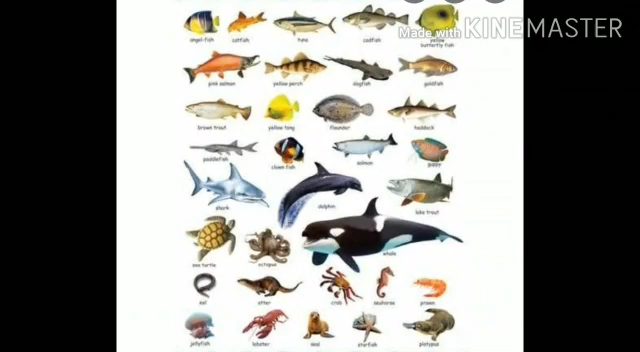 Made with KINEMASTER
angel-fish catfish tuna codfish yellow
butterfly fish
pink salmon yellow perch dogfish goldfish
brown trout yellow tang flounder haddock
paddlefish clown fish salmon guppy
shark dolphin lake trout
sea turtle octopus whale
eel otter crab seahorse prawn
jellyfish lobster seal starfish platypus